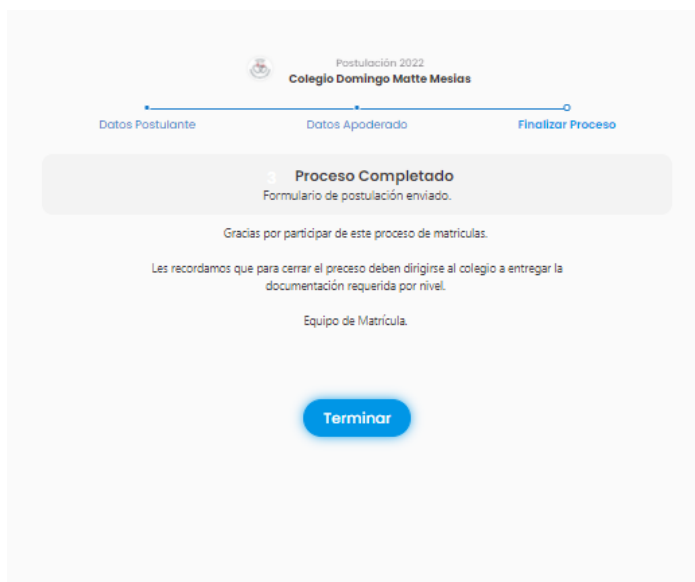 Postulación 2022
Colegio Domingo Matte Mesias
Datos Postulante
Datos Apoderado
Finalizar Proceso
3 Proceso Completado
Formulario de postulación enviado.
Gracias por participar de este proceso de matriculas.
Les recordamos que para cerrar el preceso deben dirigirse al colegio a entregar la
documentación requerida por nivel.
Equipo de Matrícula.
Terminar